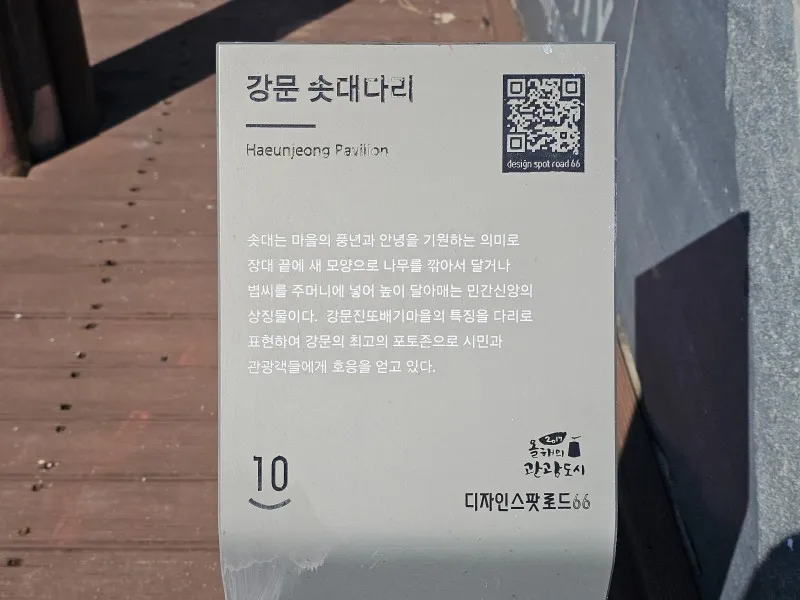 강문 솟대다리
Haeunjeong Pavilion
design spot road 66
솟대는 마을의 풍년과 안녕을 기원하는 의미로
장대 끝에 새 모양으로 나무를 깎아서 달거나
볍씨를 주머니에 넣어 높이 달아매는 민간신앙의
상징물이다. 강문진또배기마을의 특징을 다리로
표현하여 강문의 최고의 포토존으로 시민과
관광객들에게 호응을 얻고 있다.
10
2017
올해의
관광도시
디자인스팟로드66